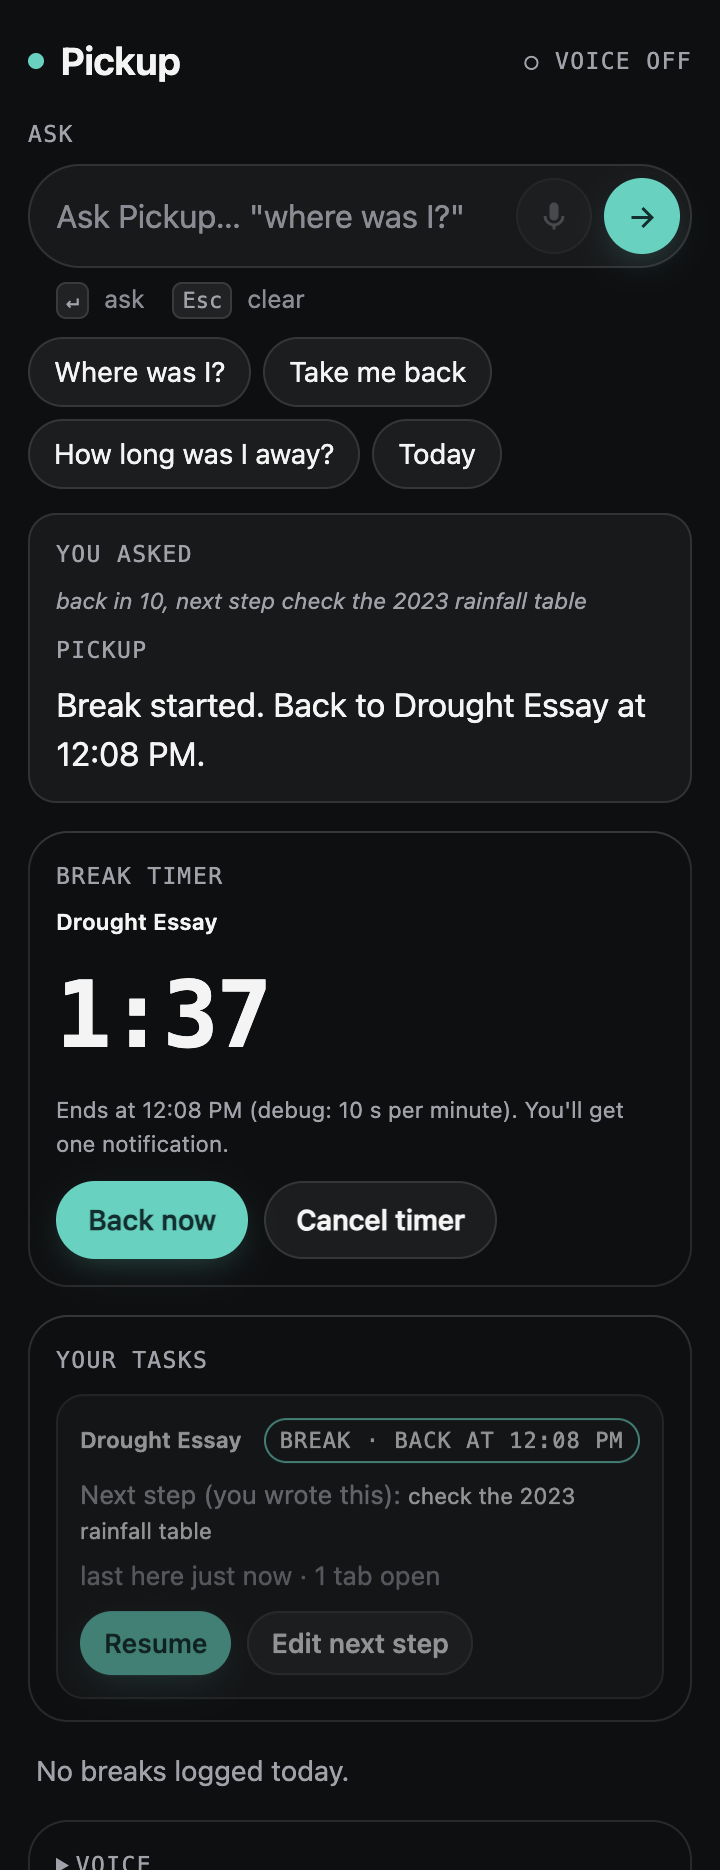 Pickup
VOICE OFF
ASK
Ask Pickup... "where was I?"
↵ ask Esc clear
Where was I? Take me back
How long was I away? Today
YOU ASKED
back in 10, next step check the 2023 rainfall table
PICKUP
Break started. Back to Drought Essay at
12:08 PM.
BREAK TIMER
Drought Essay
1:37
Ends at 12:08 PM (debug: 10 s per minute). You'll get
one notification.
Back now Cancel timer
YOUR TASKS
Drought Essay BREAK · BACK AT 12:08 PM
Next step (you wrote this): check the 2023
rainfall table
last here just now · 1 tab open
Resume Edit next step
No breaks logged today.
VOICE